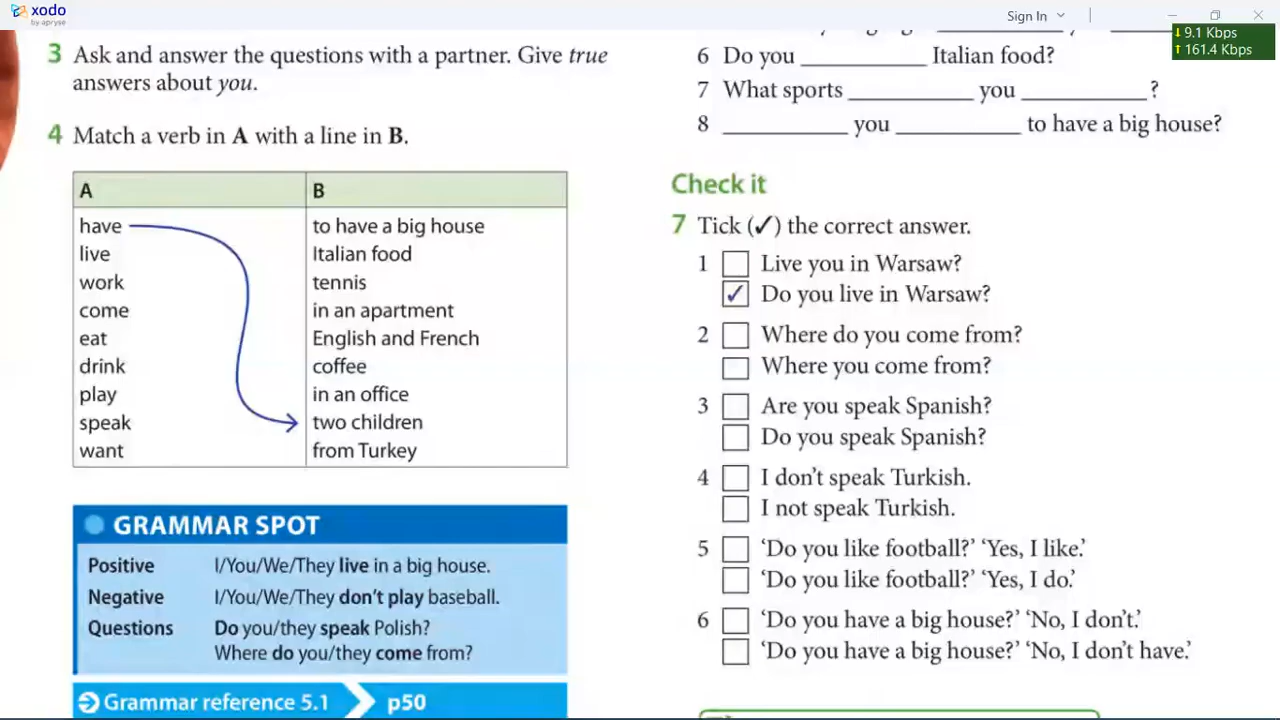 xodo
by apryse
Sign In
9.1 Kbps
161.4 Kbps
3 Ask and answer the questions with a partner. Give true
answers about you.
4 Match a verb in A with a line in B.
A B
have to have a big house
live Italian food
work tennis
come in an apartment
eat English and French
drink coffee
play in an office
speak two children
want from Turkey
GRAMMAR SPOT
Positive I/You/We/They live in a big house.
Negative I/You/We/They don't play baseball.
Questions Do you/they speak Polish?
Where do you/they come from?
Grammar reference 5.1 p50
6 Do you ____________ Italian food?
7 What sports ____________ you ____________ ?
8 ____________ you ____________ to have a big house?
Check it
7 Tick (✓) the correct answer.
1 Live you in Warsaw?
✓ Do you live in Warsaw?
2 Where do you come from?
Where you come from?
3 Are you speak Spanish?
Do you speak Spanish?
4 I don't speak Turkish.
I not speak Turkish.
5 'Do you like football?' 'Yes, I like.'
'Do you like football?' 'Yes, I do.'
6 'Do you have a big house?' 'No, I don't.'
'Do you have a big house?' 'No, I don't have.'